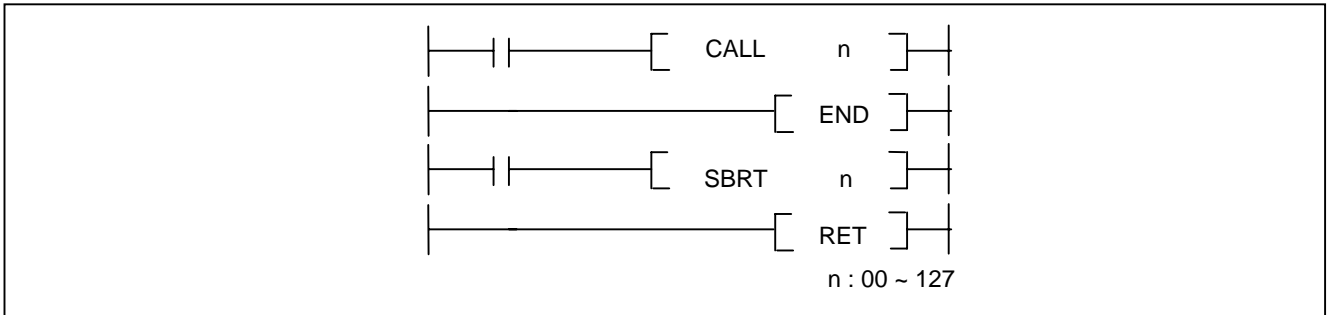 CALL n
END
SBRT n
RET
n : 00 ~ 127